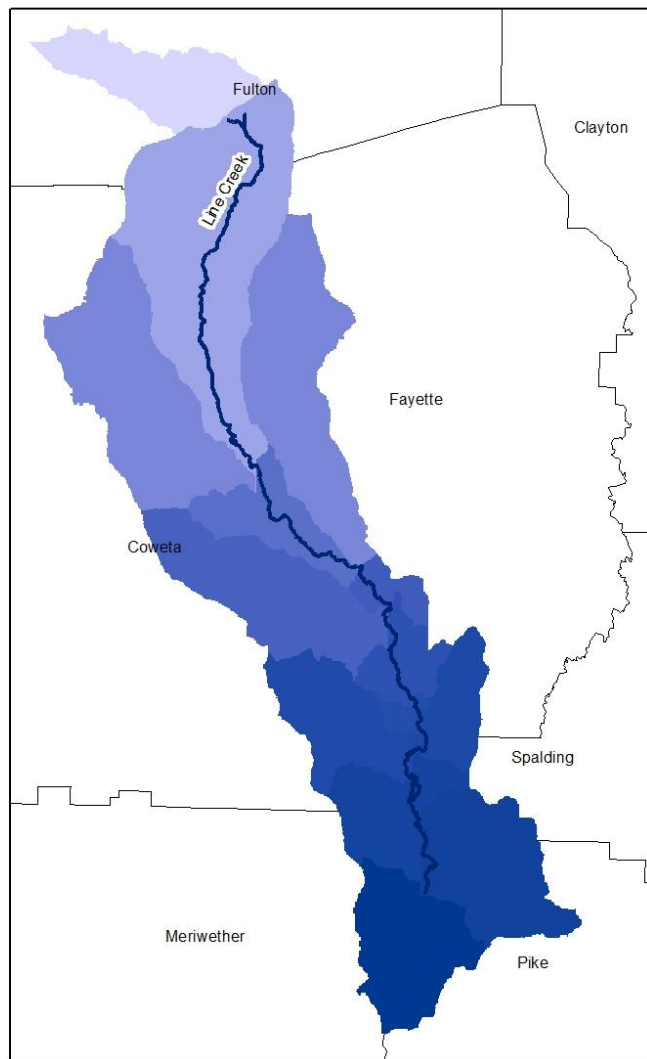 Fulton
Clayton
Line Creek
Fayette
Coweta
Spalding
Meriwether
Pike